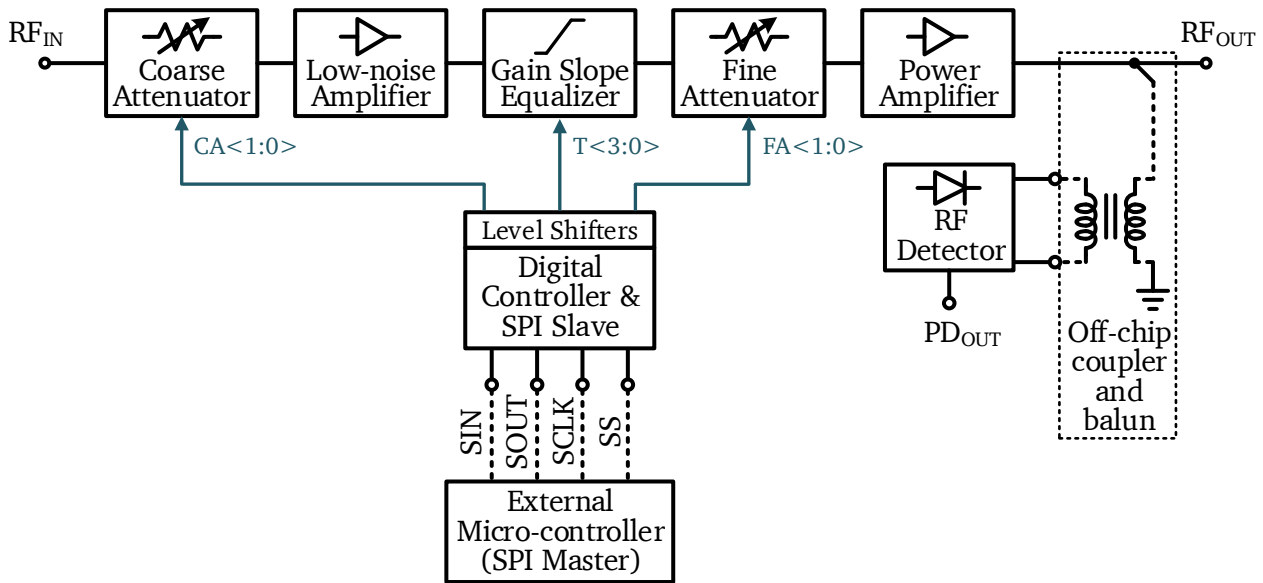 RF_IN
Coarse
Attenuator
Low-noise
Amplifier
Gain Slope
Equalizer
Fine
Attenuator
Power
Amplifier
RF_OUT
CA<1:0>
T<3:0>
FA<1:0>
Level Shifters
Digital
Controller &
SPI Slave
RF
Detector
PD_OUT
Off-chip
coupler
and
balun
SIN
SOUT
SCLK
SS
External
Micro-controller
(SPI Master)